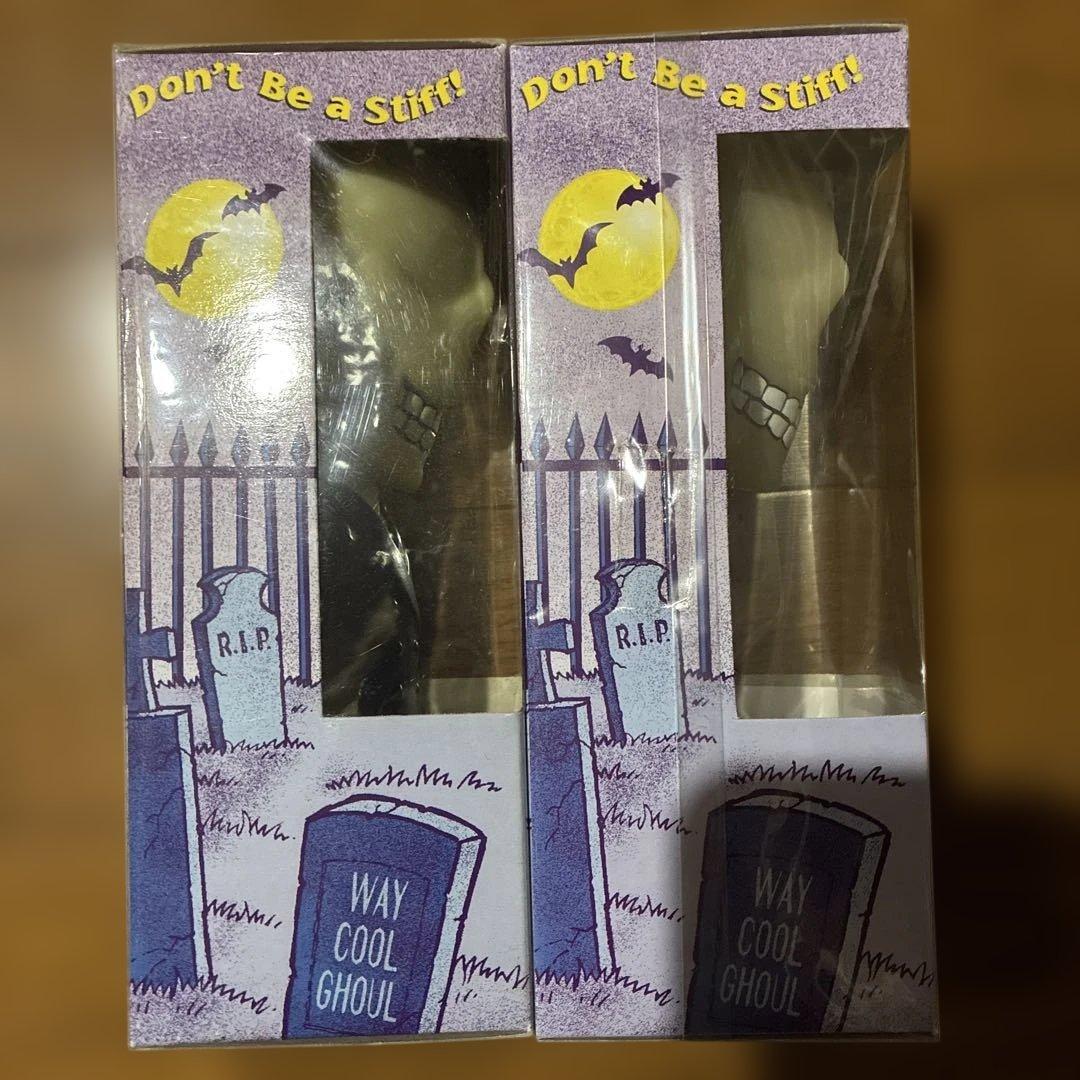 Don't Be a Stiff!
R.I.P.
WAY
COOL
GHOUL
Don't Be a Stiff!
R.I.P.
WAY
COOL
GHOUL